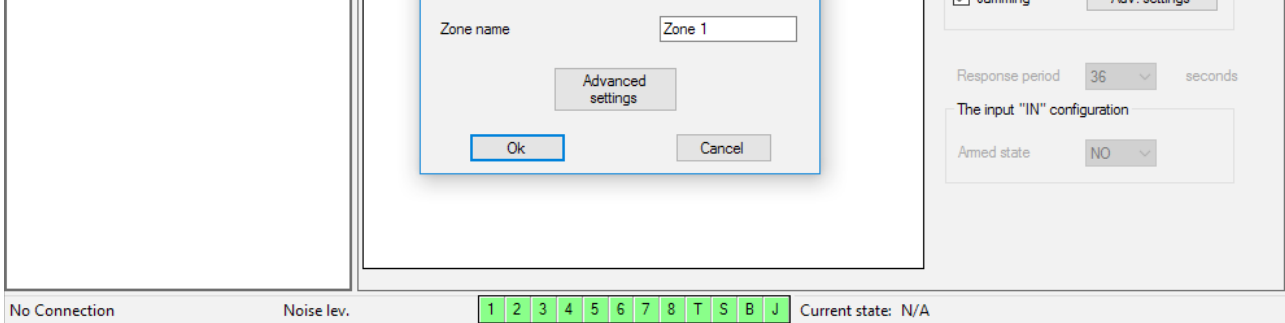 Jamming
Adv. settings
Zone name
Zone 1
Advanced
settings
Ok
Cancel
Response period
36
seconds
The input "IN" configuration
Armed state
NO
No Connection
Noise lev.
1 2 3 4 5 6 7 8 T S B J
Current state: N/A